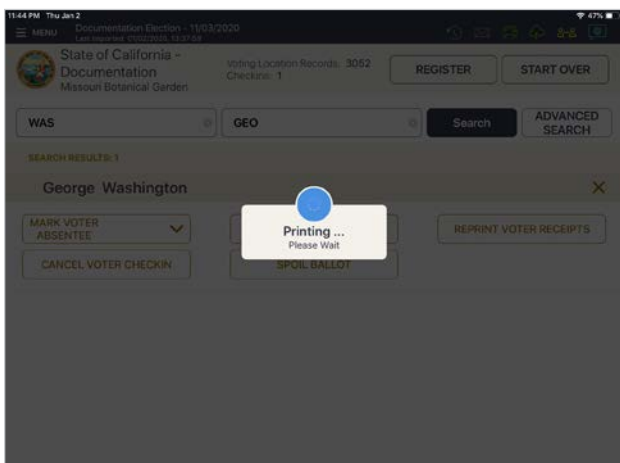 11:44 PM Thu Jan 2
47%
MENU
Documentation Election - 11/03/2020
Last Imported: 01/02/2020,
State of California -
Documentation
Missouri Botanical Garden
Voting Location Records: 3052
Checkins: 1
REGISTER
START OVER
WAS
GEO
Search
ADVANCED
SEARCH
SEARCH RESULTS: 1
George Washington
MARK VOTER
ABSENTEE
Printing ...
Please Wait
REPRINT VOTER RECEIPTS
CANCEL VOTER CHECKIN
SPOIL BALLOT